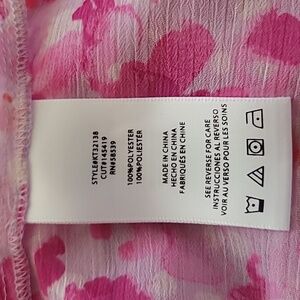 STYLE#KT32138
CUT#145419
RN#58539
100%POLYESTER
100%POLIESTER
MADE IN CHINA
HECHO EN CHINA
FABRIQUÉS EN CHINE
SEE REVERSE FOR CARE
INSTRUCCIONES AL REVERSO
VOIR AU VERSO POUR LES SOINS